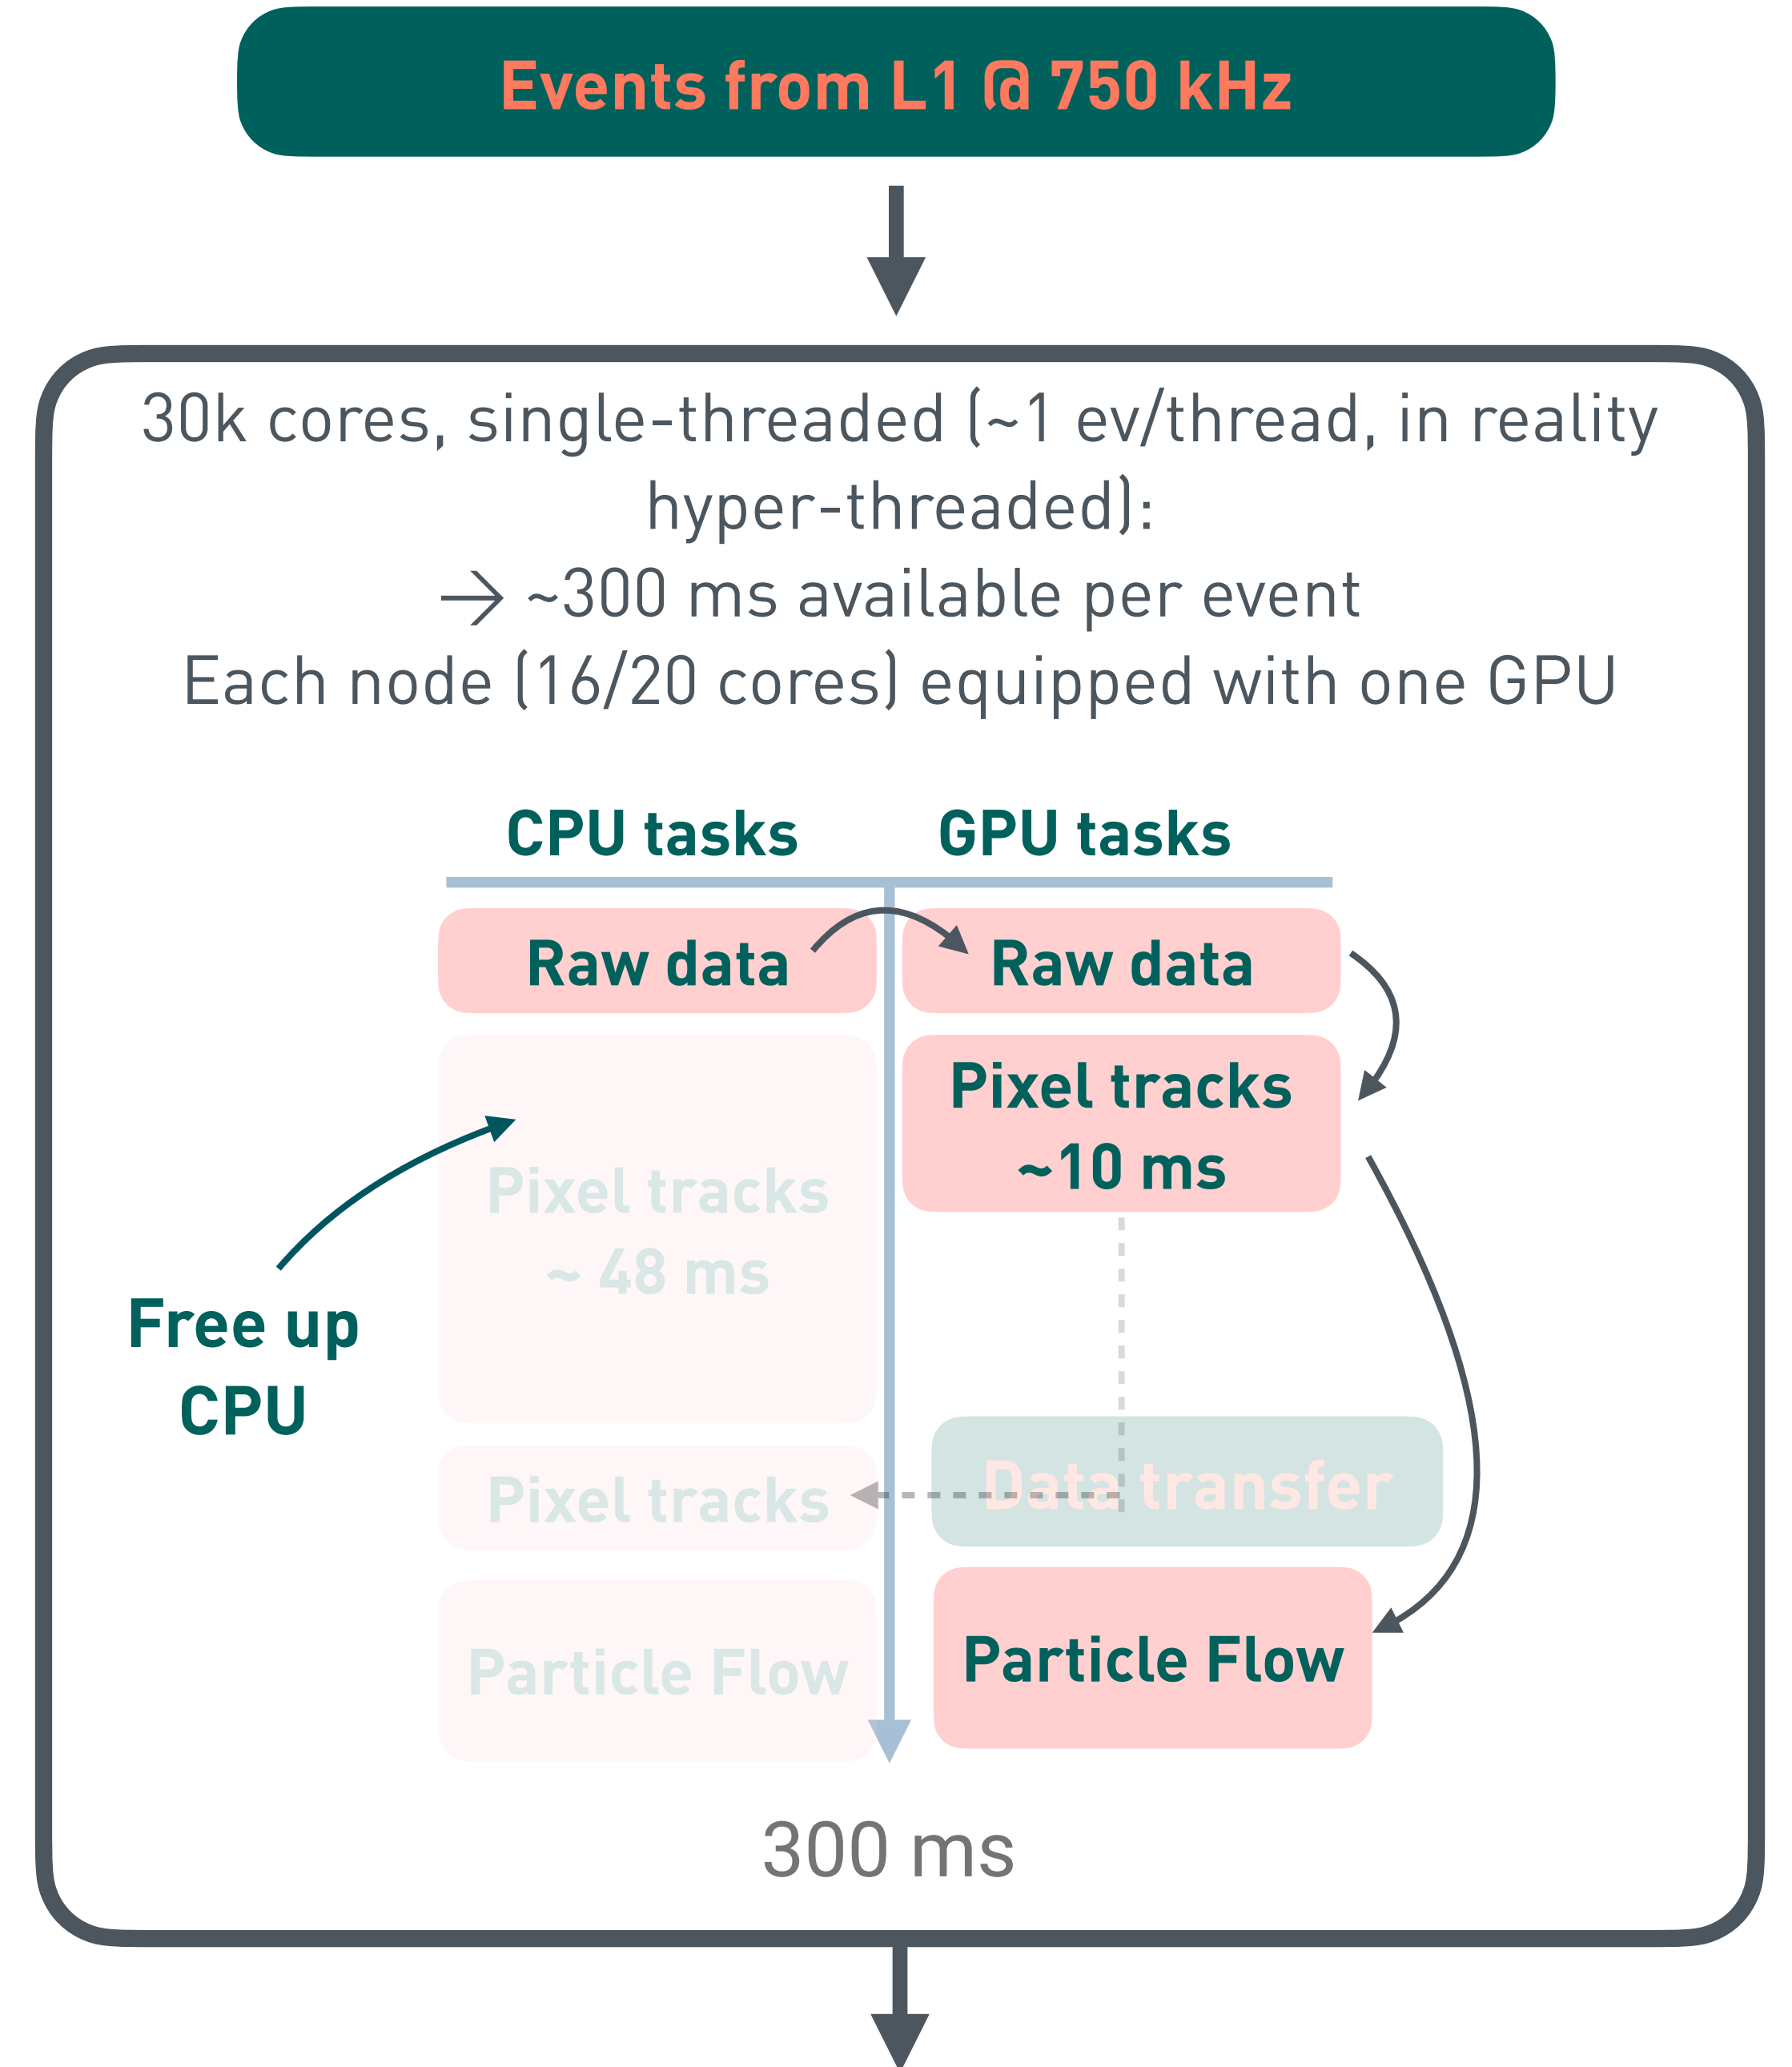 Events from L1 @ 750 kHz
30k cores, single-threaded (~1 ev/thread, in reality
hyper-threaded):
→ ~300 ms available per event
Each node (16/20 cores) equipped with one GPU
CPU tasks
GPU tasks
Raw data
Raw data
Pixel tracks
~10 ms
Pixel tracks
~ 48 ms
Free up
CPU
Pixel tracks
Data transfer
Particle Flow
Particle Flow
300 ms